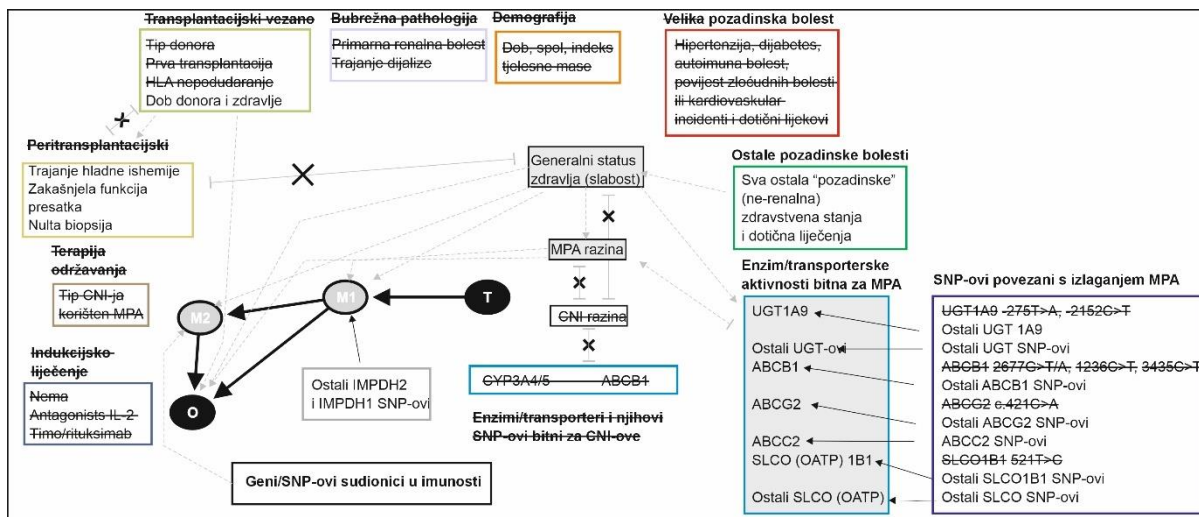 Transplantacijski vezano
Tip donora
Prva transplantacija
HLA nepodudaranje
Dob donora i zdravlje
Bubrežna pathologija
Primarna renalna bolest
Trajanje dijalize
Demografija
Dob, spol, indeks
tjelesne mase
Velika pozadinska bolest
Hipertenzija, dijabetes,
autoimuna bolest,
povijest zloćudnih bolesti
ili kardiovaskular
incidenti i dotični lijekovi
Peritransplantacijski
Trajanje hladne ishemije
Zakašnjela funkcija
presatka
Nulta biopsija
Generalni status
zdravlja (slabost)
Ostale pozadinske bolesti
Sva ostala “pozadinske”
(ne-renalna)
zdravstvena stanja
i dotična liječenja
Terapija
održavanja
Tip CNI-ja
korišten MPA
MPA razina
CNI razina
M1
T
M2
O
Indukcijsko
liječenje
Nema
Antagonists IL-2
Timo/rituksimab
Ostali IMPDH2
i IMPDH1 SNP-ovi
CYP3A4/5 ABCB1
Enzimi/transporteri i njihovi
SNP-ovi bitni za CNI-ove
Geni/SNP-ovi sudionici u imunosti
Enzim/transporterske
aktivnosti bitna za MPA
UGT1A9
Ostali UGT-ovi
ABCB1
ABCG2
ABCC2
SLCO (OATP) 1B1
Ostali SLCO (OATP)
SNP-ovi povezani s izlaganjem MPA
UGT1A9 -275T>A, -2152C>T
Ostali UGT 1A9
Ostali UGT SNP-ovi
ABCB1 2677G>T/A, 1236C>T, 3435C>T
Ostali ABCB1 SNP-ovi
ABCG2 c.421C>A
Ostali ABCG2 SNP-ovi
ABCC2 SNP-ovi
SLCO1B1 521T>C
Ostali SLCO1B1 SNP-ovi
Ostali SLCO SNP-ovi